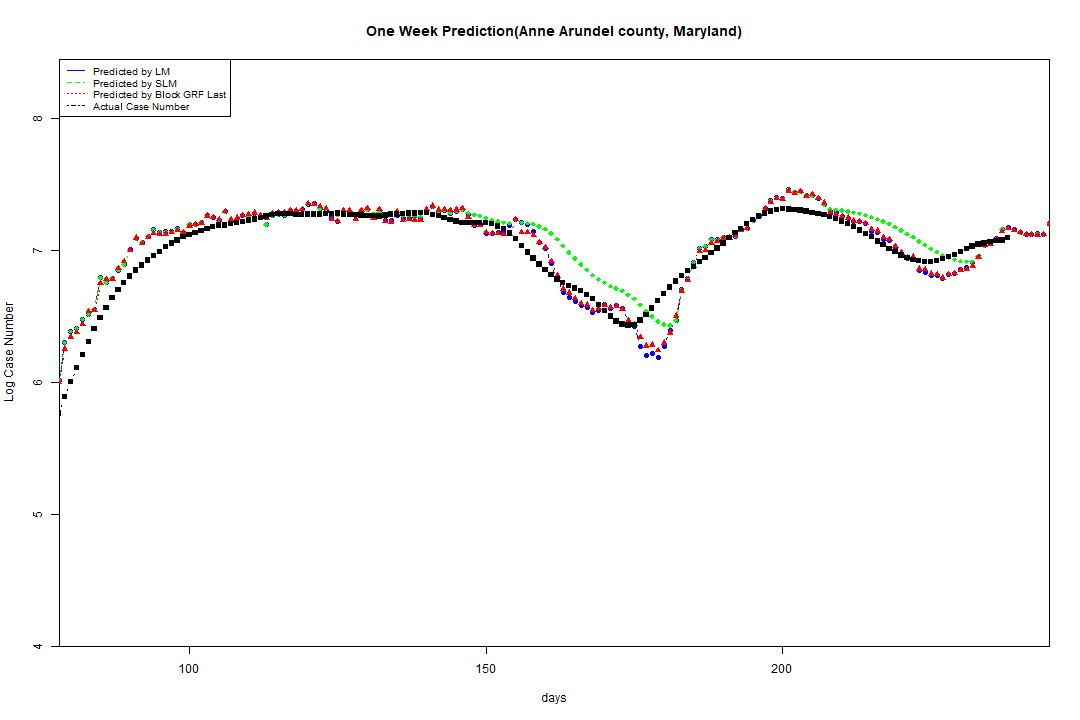 One Week Prediction(Anne Arundel county, Maryland)
Predicted by LM
Predicted by SLM
Predicted by Block GRF Last
Actual Case Number
8
7
6
5
4
Log Case Number
100
150
200
days